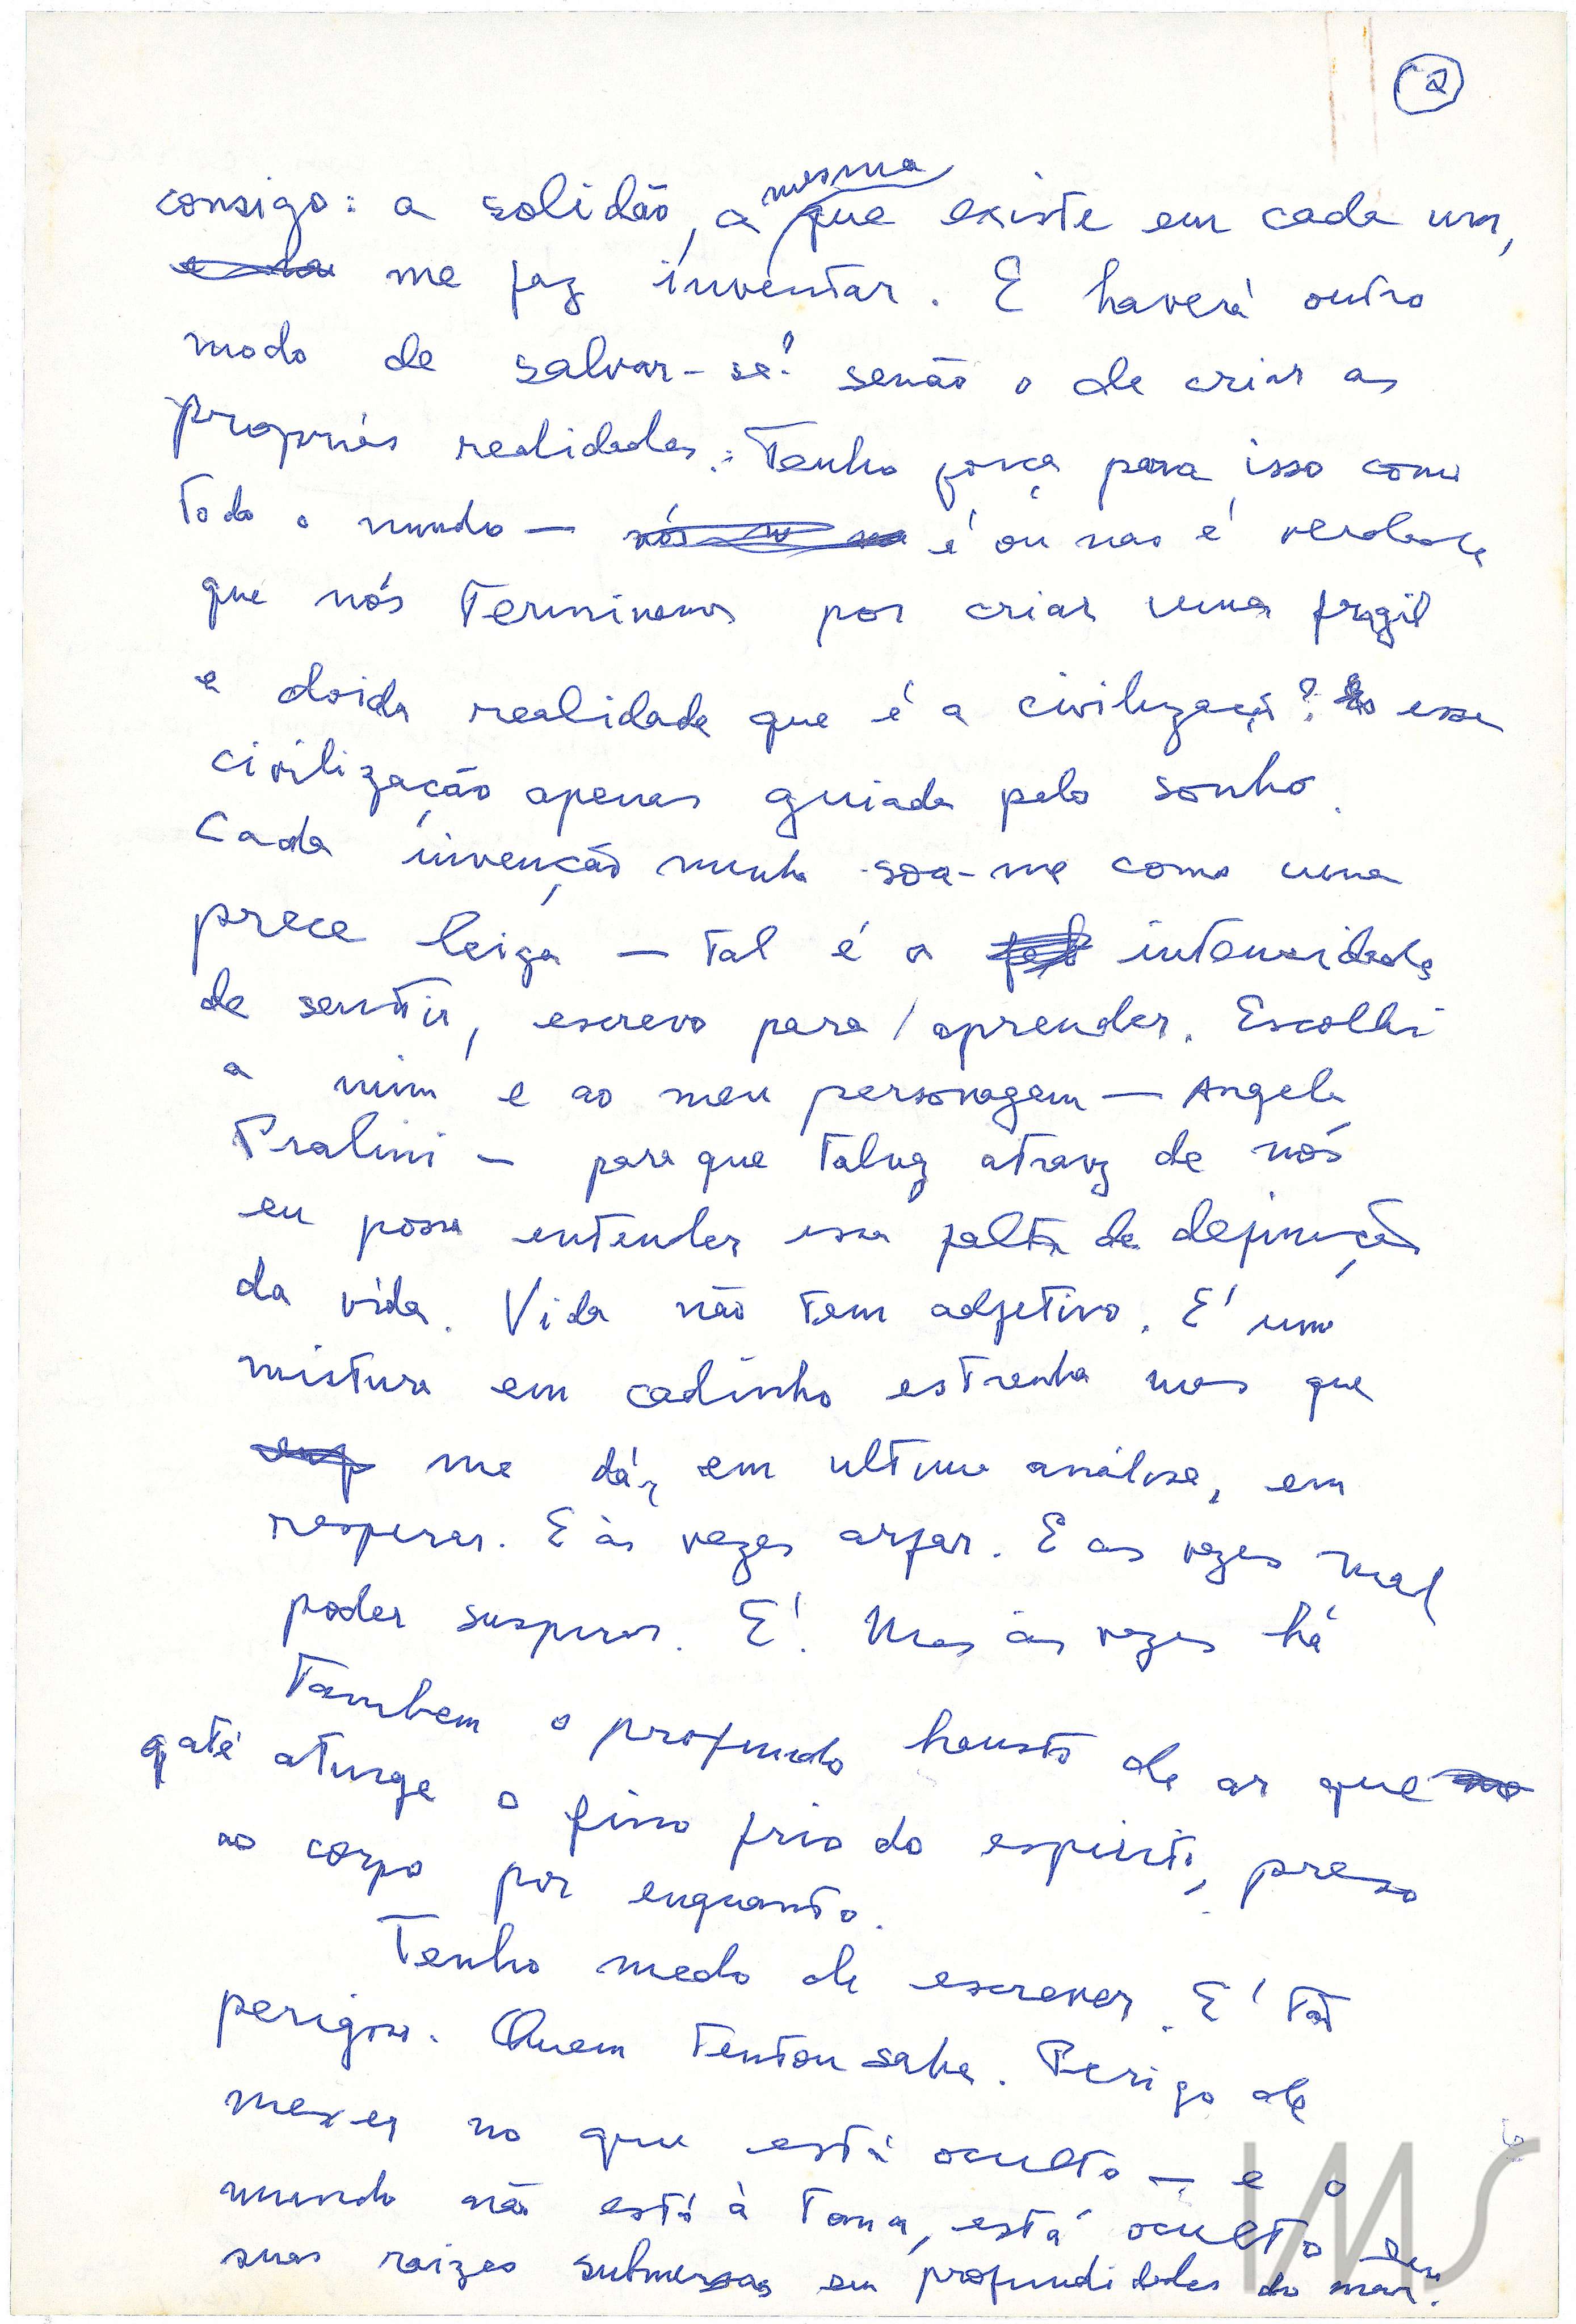 2
consigo: a solidão, a mesma que existe em cada um,
me faz inventar. E haverá outro
modo de salvar-se? senão o de criar as
proprias realidades? Tenho força para isso como
todo o mundo — é ou não é verdade
que nós terminamos por criar uma fragil
e doida realidade que é a civilização? essa
civilização apenas guiada pelo sonho.
Cada invenção minha soa-me como uma
prece leiga — tal é a intensidade
de sentir, escrevo para aprender. Escolhi
a mim e ao meu personagem — Angela
Pralini — para que talvez atravez de nós
eu possa entender essa falta de definição
da vida. Vida não tem adjetivo. É uma
mistura em cadinho estranho mas que
me dá, em ultima análise, em
respirar. E às vezes arfar. E as vezes mal
poder suspirar. É! Mas às vezes há
tambem o profundo hausto de ar que
q até atinge o fino frio do espirito, preso
ao corpo por enquanto.
Tenho medo de escrever. É tão
perigoso. Quem tentou sabe. Perigo de
mexer no que está oculto — e o
mundo não está à tona, está oculto em
suas raizes submersas em profundidades do mar.
IMS